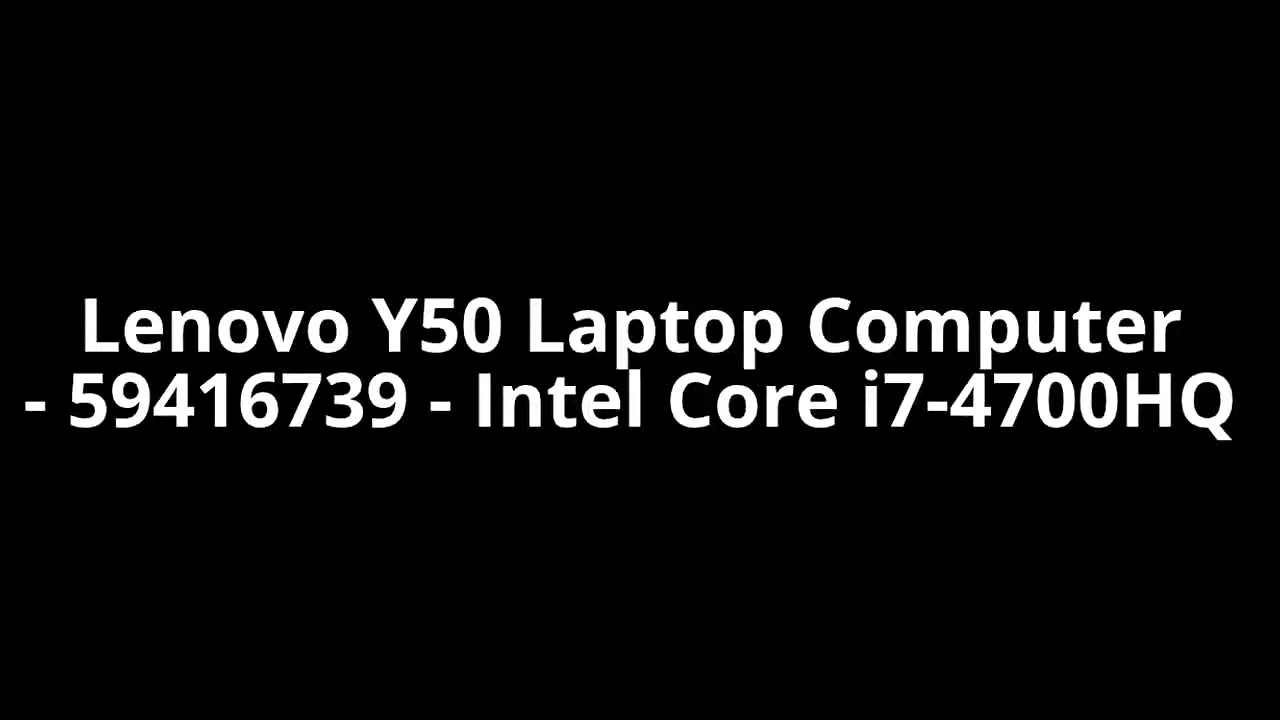 Lenovo Y50 Laptop Computer
- 59416739 - Intel Core i7-4700HQ